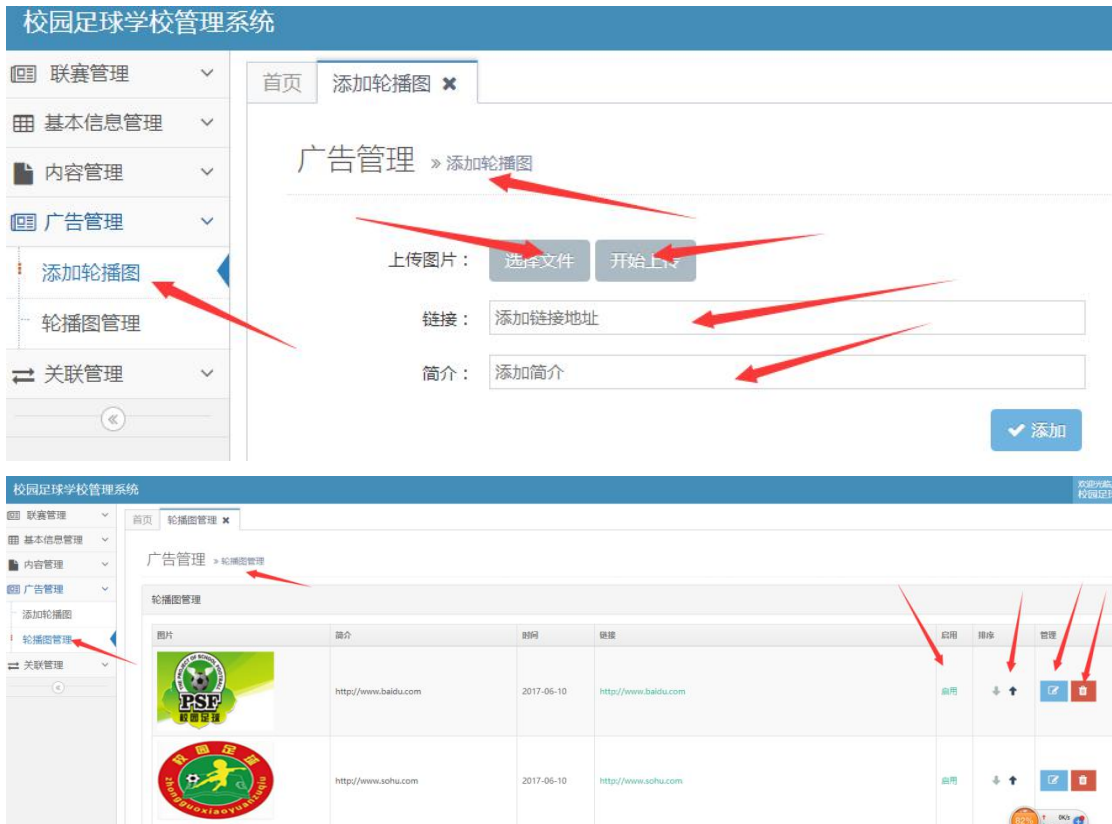 校园足球学校管理系统
联赛管理
基本信息管理
内容管理
广告管理
添加轮播图
轮播图管理
关联管理
首页 添加轮播图 ✖
广告管理 » 添加轮播图
上传图片： 选择文件 开始上传
链接： 添加链接地址
简介： 添加简介
添加
校园足球学校管理系统
联赛管理
基本信息管理
内容管理
广告管理
添加轮播图
轮播图管理
关联管理
首页 轮播图管理 ✖
广告管理 » 轮播图管理
轮播图管理
图片 简介 时间 链接 启用 排序 管理
THE PROJECT OF SCHOOL FOOTBALL
PSF
校园足球
http://www.baidu.com 2017-06-10 http://www.baidu.com 启用
校园足球
zhongguoxiaoyuanzuqiu
http://www.sohu.com 2017-06-10 http://www.sohu.com 启用
82%